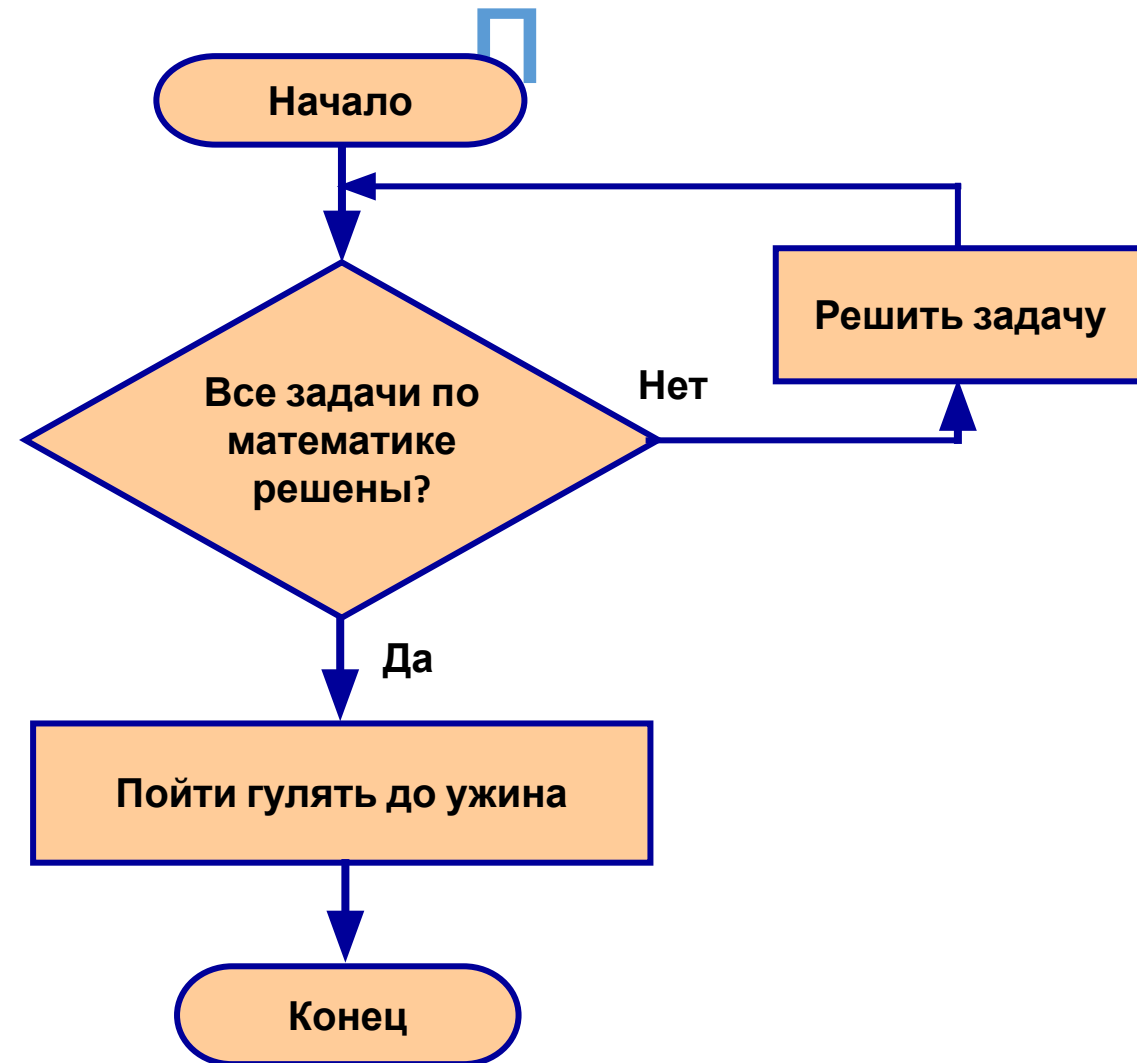 Начало
Решить задачу
Все задачи по
математике
решены?
Нет
Да
Пойти гулять до ужина
Конец